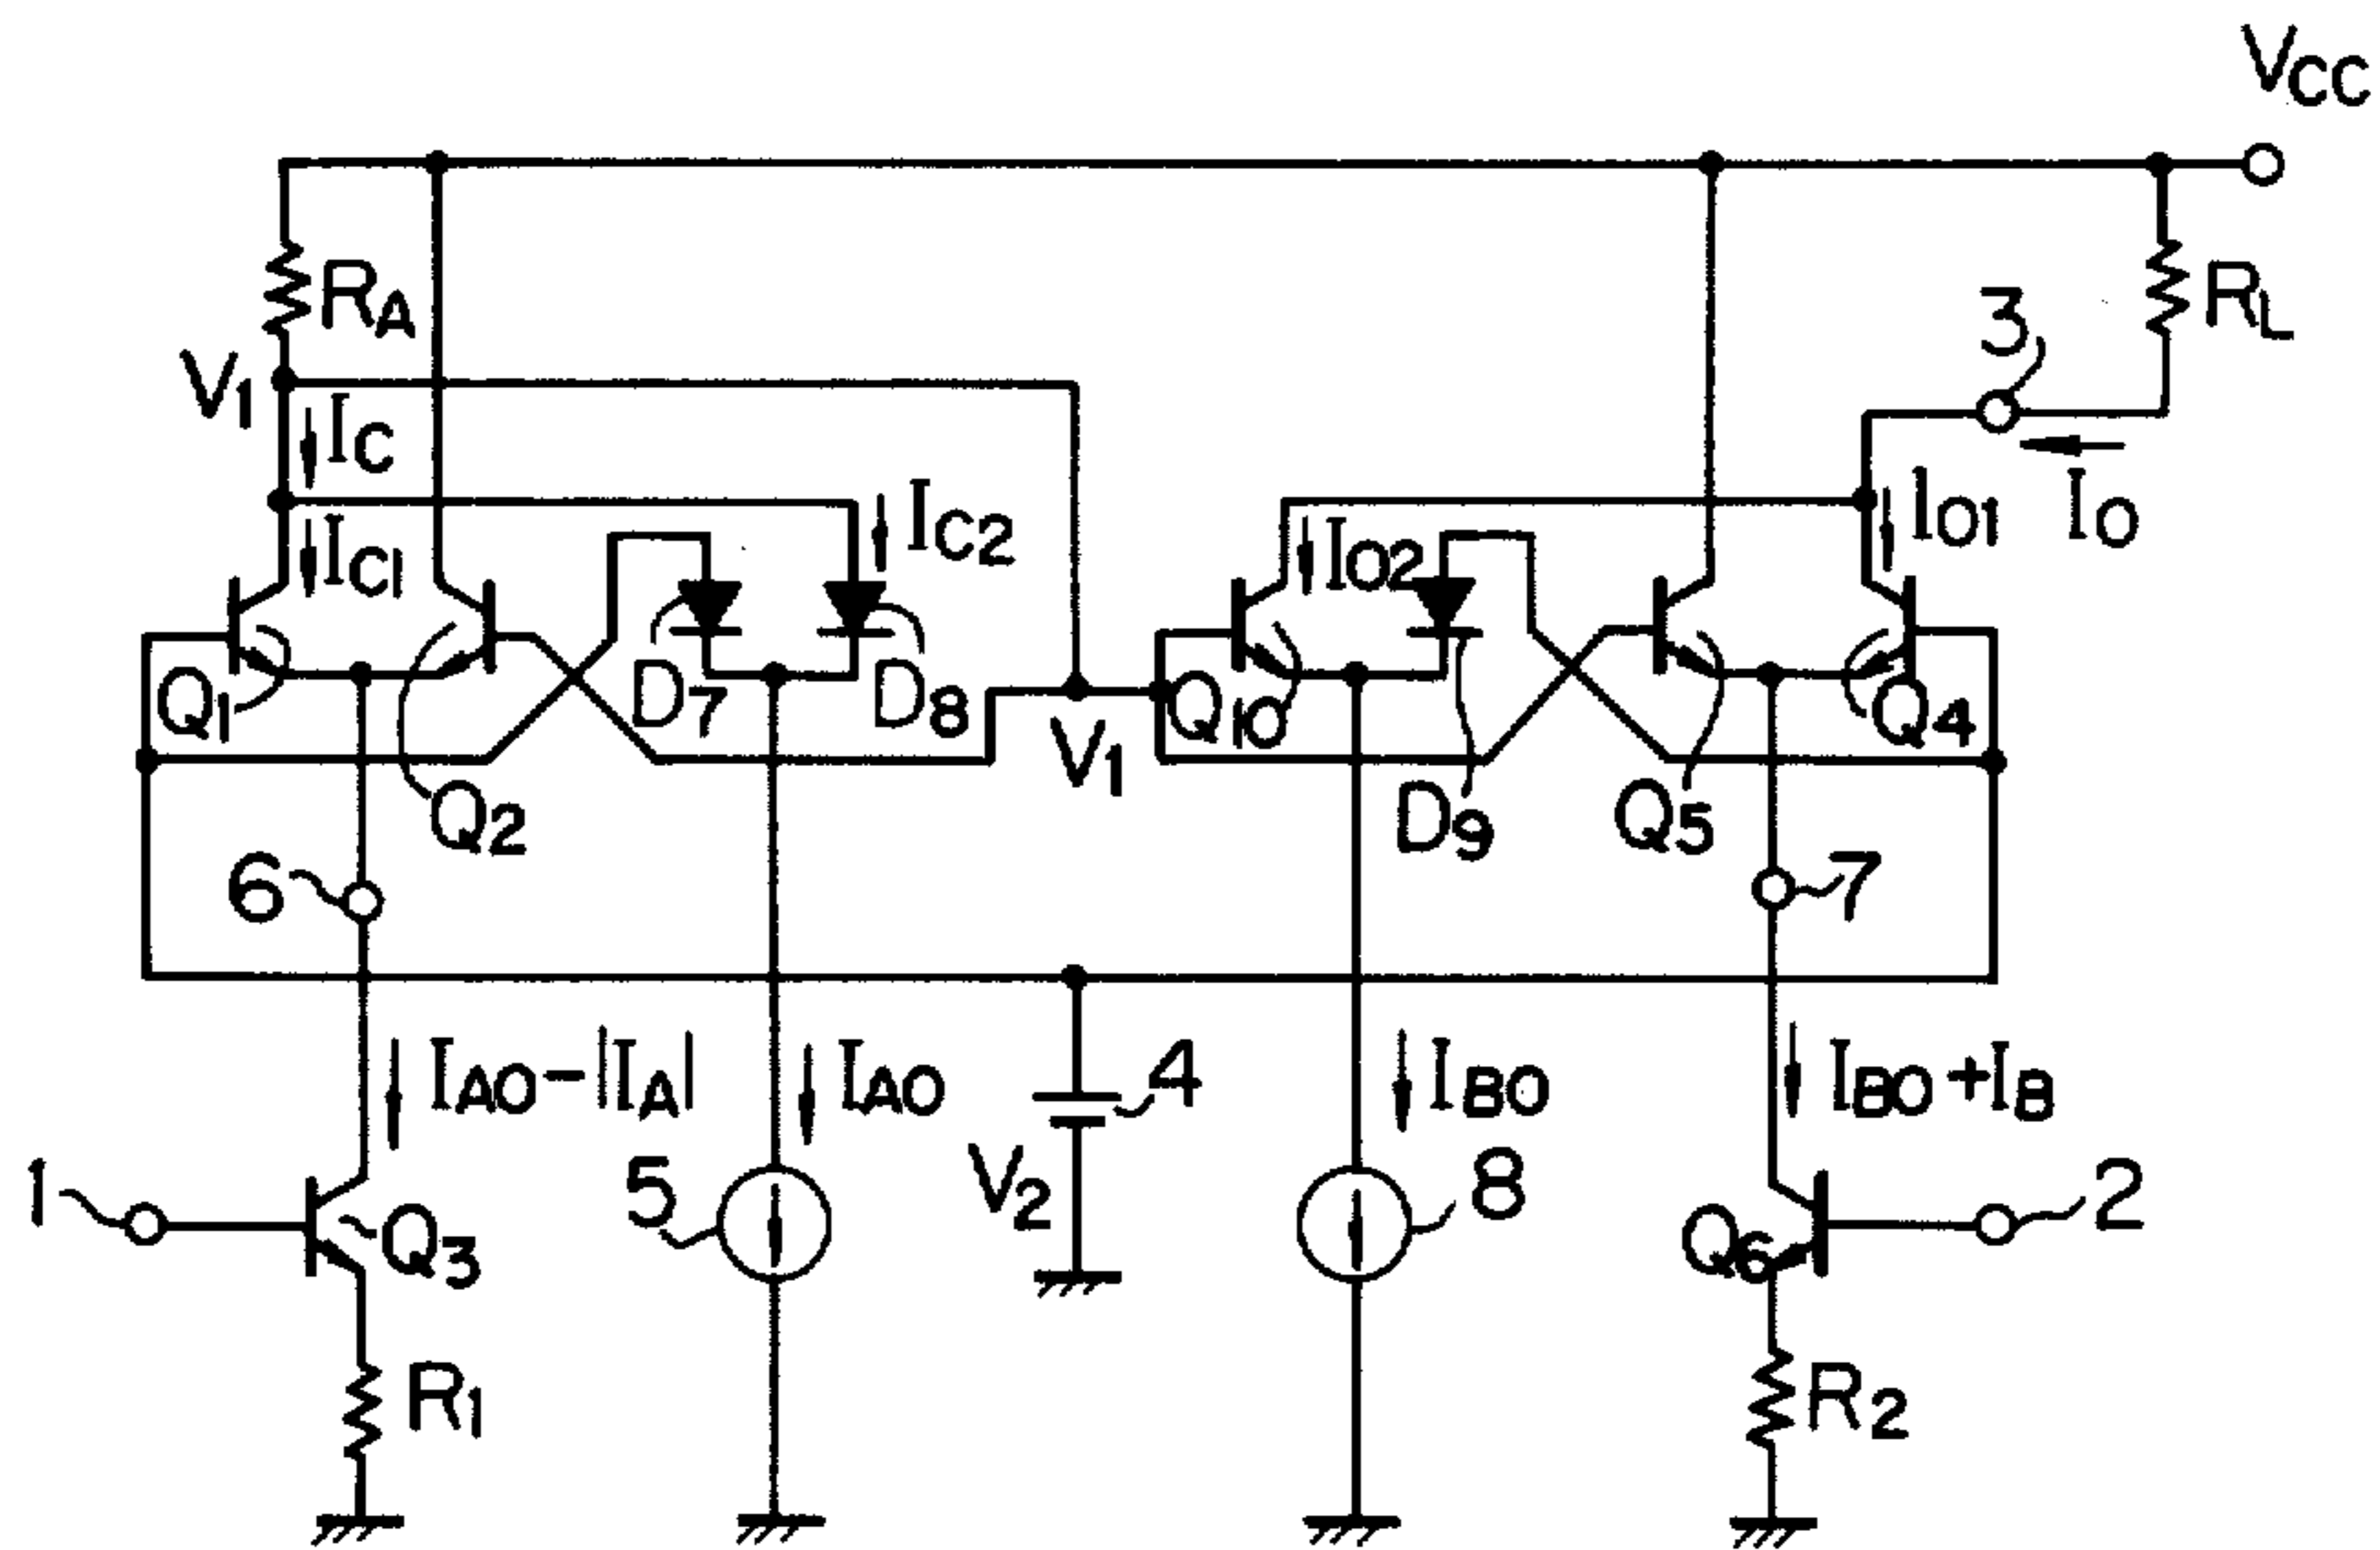 VCC
RA
RL
3
V1
IC
IC2
IO1
IO
IC1
IO2
Q1
D7
D8
Q10
Q4
V1
Q2
D9
Q5
6
7
IAO-|IA|
IAO
4
IBO
IBO+IB
1
5
V2
8
2
Q3
Q6
R1
R2